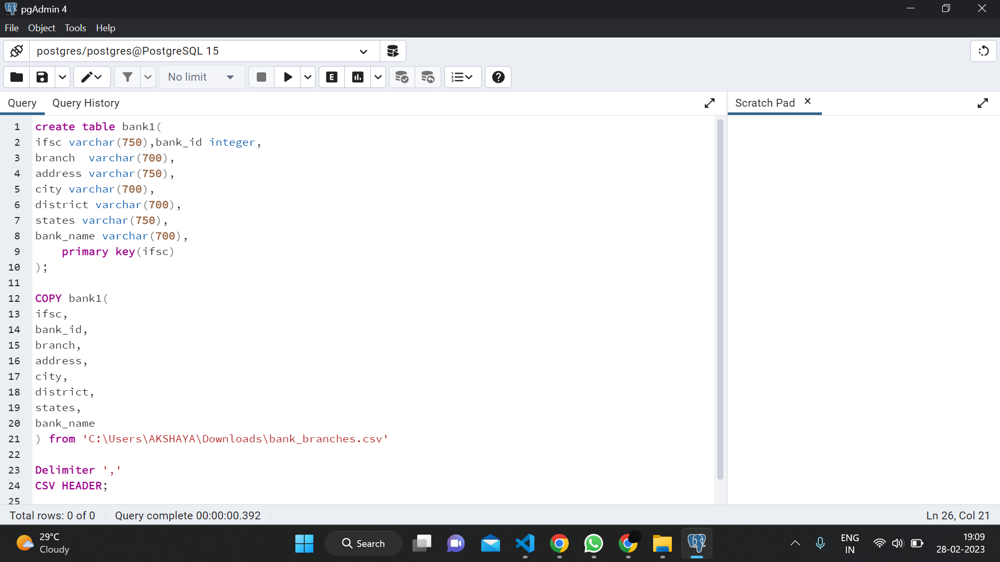 pgAdmin 4
File Object Tools Help
postgres/postgres@PostgreSQL 15
No limit
E
Query Query History
Scratch Pad
1 create table bank1(
2 ifsc varchar(750),bank_id integer,
3 branch  varchar(700),
4 address varchar(750),
5 city varchar(700),
6 district varchar(700),
7 states varchar(750),
8 bank_name varchar(700),
9     primary key(ifsc)
10 );
11
12 COPY bank1(
13 ifsc,
14 bank_id,
15 branch,
16 address,
17 city,
18 district,
19 states,
20 bank_name
21 ) from 'C:\Users\AKSHAYA\Downloads\bank_branches.csv'
22
23 Delimiter ','
24 CSV HEADER;
25
Total rows: 0 of 0 Query complete 00:00:00.392 Ln 26, Col 21
29°C
Cloudy
Search
ENG
IN
19:09
28-02-2023